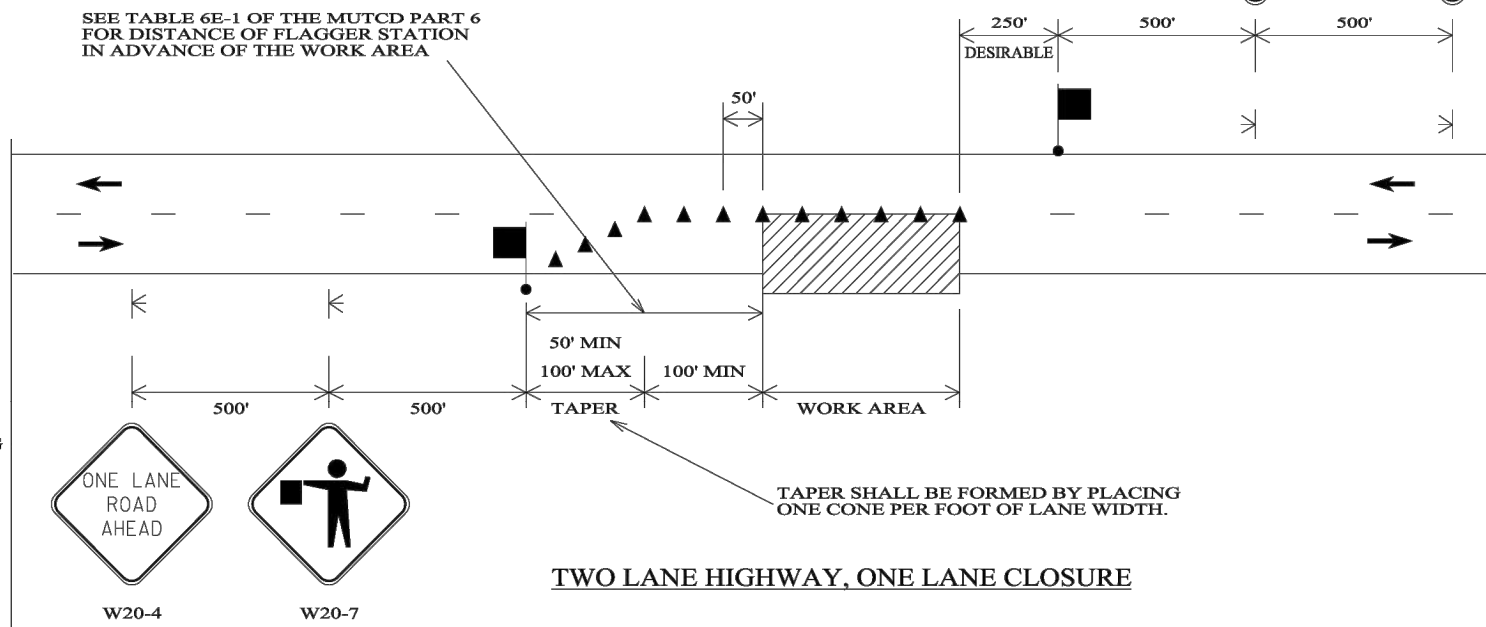 SEE TABLE 6E-1 OF THE MUTCD PART 6
FOR DISTANCE OF FLAGGER STATION
IN ADVANCE OF THE WORK AREA
250'
500'
500'
DESIRABLE
50'
50' MIN
100' MAX
100' MIN
500'
500'
TAPER
WORK AREA
ONE LANE
ROAD
AHEAD
TAPER SHALL BE FORMED BY PLACING
ONE CONE PER FOOT OF LANE WIDTH.
TWO LANE HIGHWAY, ONE LANE CLOSURE
W20-4
W20-7